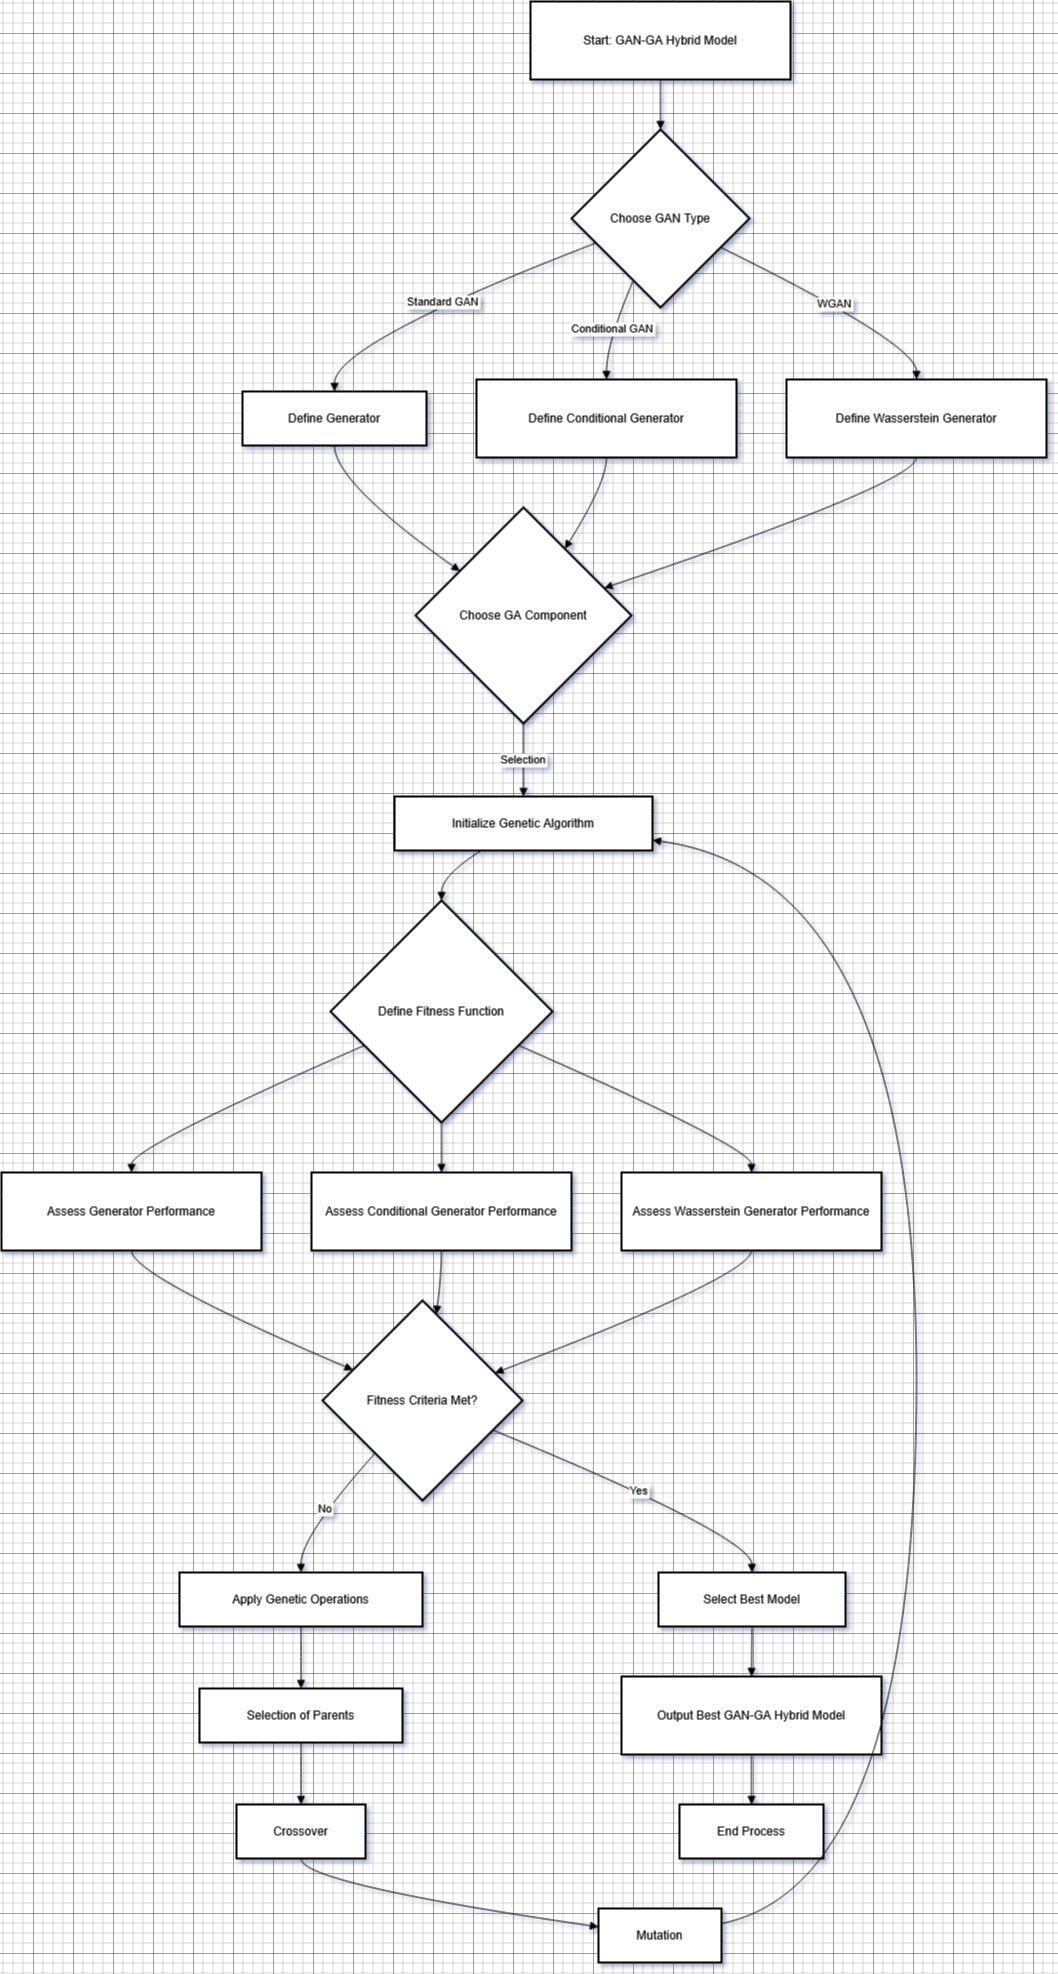 Start: GAN-GA Hybrid Model
Choose GAN Type
Standard GAN
Conditional GAN
WGAN
Define Generator
Define Conditional Generator
Define Wasserstein Generator
Choose GA Component
Selection
Initialize Genetic Algorithm
Define Fitness Function
Assess Generator Performance
Assess Conditional Generator Performance
Assess Wasserstein Generator Performance
Fitness Criteria Met?
No
Yes
Apply Genetic Operations
Select Best Model
Selection of Parents
Output Best GAN-GA Hybrid Model
Crossover
End Process
Mutation